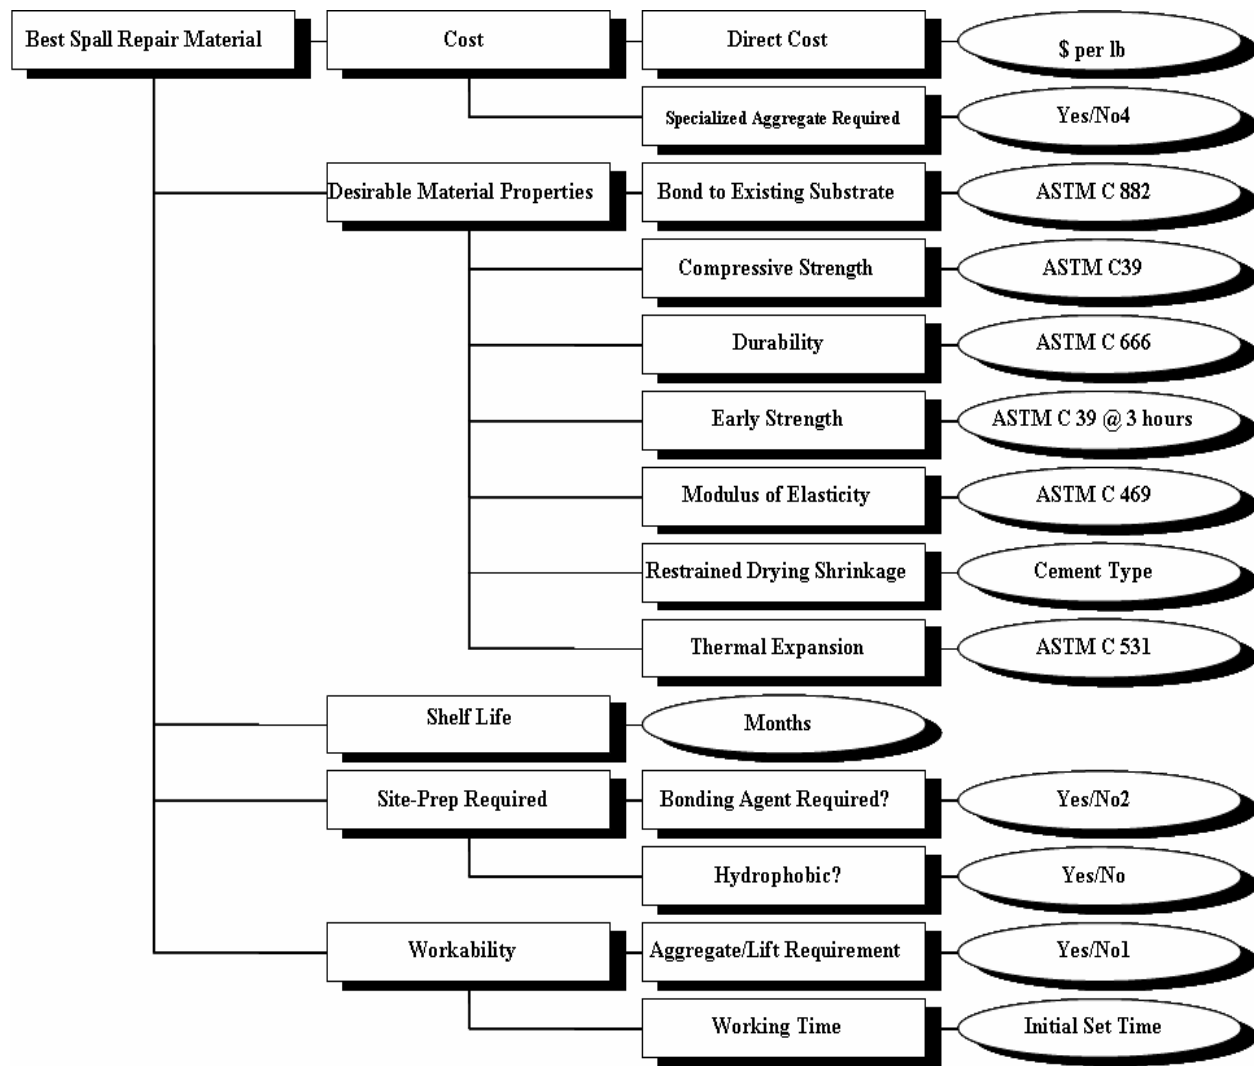 Best Spall Repair Material
Cost
Direct Cost
$ per lb
Specialized Aggregate Required
Yes/No4
Desirable Material Properties
Bond to Existing Substrate
ASTM C 882
Compressive Strength
ASTM C39
Durability
ASTM C 666
Early Strength
ASTM C 39 @ 3 hours
Modulus of Elasticity
ASTM C 469
Restrained Drying Shrinkage
Cement Type
Thermal Expansion
ASTM C 531
Shelf Life
Months
Site-Prep Required
Bonding Agent Required?
Yes/No2
Hydrophobic?
Yes/No
Workability
Aggregate/Lift Requirement
Yes/No1
Working Time
Initial Set Time